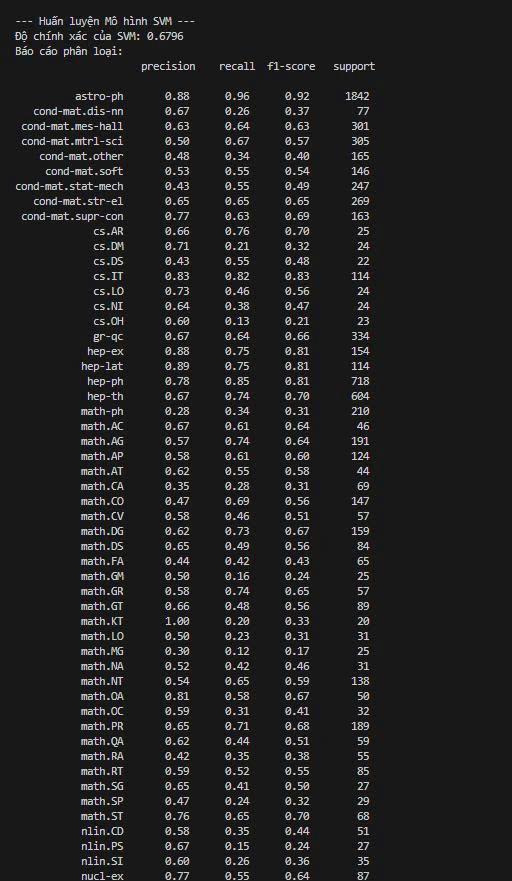 --- Huấn luyện Mô hình SVM ---
Độ chính xác của SVM: 0.6796
Báo cáo phân loại:
precision recall f1-score support
astro-ph 0.88 0.96 0.92 1842
cond-mat.dis-nn 0.67 0.26 0.37 77
cond-mat.mes-hall 0.63 0.64 0.63 301
cond-mat.mtrl-sci 0.50 0.67 0.57 305
cond-mat.other 0.48 0.34 0.40 165
cond-mat.soft 0.53 0.55 0.54 146
cond-mat.stat-mech 0.43 0.55 0.49 247
cond-mat.str-el 0.65 0.65 0.65 269
cond-mat.supr-con 0.77 0.63 0.69 163
cs.AR 0.66 0.76 0.70 25
cs.DM 0.71 0.21 0.32 24
cs.DS 0.43 0.55 0.48 22
cs.IT 0.83 0.82 0.83 114
cs.LO 0.73 0.46 0.56 24
cs.NI 0.64 0.38 0.47 24
cs.OH 0.60 0.13 0.21 23
gr-qc 0.67 0.64 0.66 334
hep-ex 0.88 0.75 0.81 154
hep-lat 0.89 0.75 0.81 114
hep-ph 0.78 0.85 0.81 718
hep-th 0.67 0.74 0.70 604
math-ph 0.28 0.34 0.31 210
math.AC 0.67 0.61 0.64 46
math.AG 0.57 0.74 0.64 191
math.AP 0.58 0.61 0.60 124
math.AT 0.62 0.55 0.58 44
math.CA 0.35 0.28 0.31 69
math.CO 0.47 0.69 0.56 147
math.CV 0.58 0.46 0.51 57
math.DG 0.62 0.73 0.67 159
math.DS 0.65 0.49 0.56 84
math.FA 0.44 0.42 0.43 65
math.GM 0.50 0.16 0.24 25
math.GR 0.58 0.74 0.65 57
math.GT 0.66 0.48 0.56 89
math.KT 1.00 0.20 0.33 20
math.LO 0.50 0.23 0.31 31
math.MG 0.30 0.12 0.17 25
math.NA 0.52 0.42 0.46 31
math.NT 0.54 0.65 0.59 138
math.OA 0.81 0.58 0.67 50
math.OC 0.59 0.31 0.41 32
math.PR 0.65 0.71 0.68 189
math.QA 0.62 0.44 0.51 59
math.RA 0.42 0.35 0.38 55
math.RT 0.59 0.52 0.55 85
math.SG 0.65 0.41 0.50 27
math.SP 0.47 0.24 0.32 29
math.ST 0.76 0.65 0.70 68
nlin.CD 0.58 0.35 0.44 51
nlin.PS 0.67 0.15 0.24 27
nlin.SI 0.60 0.26 0.36 35
nucl-ex 0.77 0.55 0.64 87